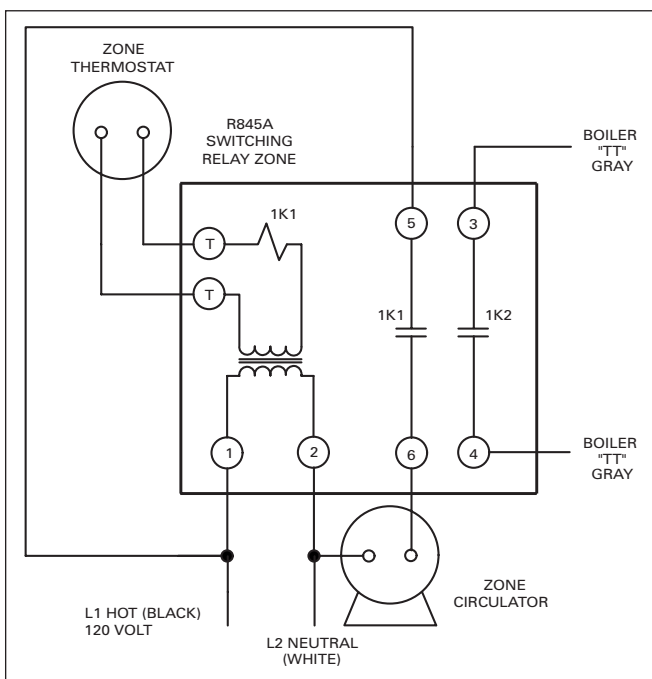 ZONE
THERMOSTAT
R845A
SWITCHING
RELAY ZONE
BOILER
"TT"
GRAY
1K1
5
3
T
T
1K1
1K2
1
2
6
4
BOILER
"TT"
GRAY
L1 HOT (BLACK)
120 VOLT
L2 NEUTRAL
(WHITE)
ZONE
CIRCULATOR